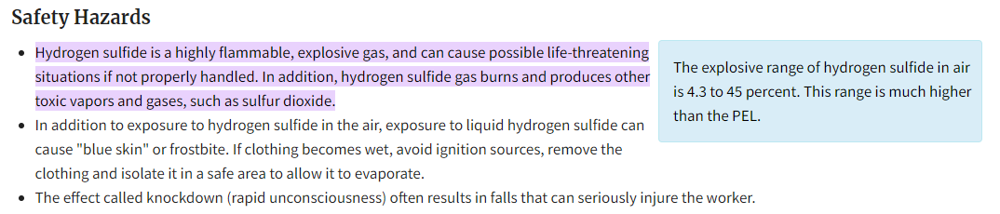 Safety Hazards
Hydrogen sulfide is a highly flammable, explosive gas, and can cause possible life-threatening
situations if not properly handled. In addition, hydrogen sulfide gas burns and produces other
toxic vapors and gases, such as sulfur dioxide.
In addition to exposure to hydrogen sulfide in the air, exposure to liquid hydrogen sulfide can
cause "blue skin" or frostbite. If clothing becomes wet, avoid ignition sources, remove the
clothing and isolate it in a safe area to allow it to evaporate.
The effect called knockdown (rapid unconsciousness) often results in falls that can seriously injure the worker.
The explosive range of hydrogen sulfide in air
is 4.3 to 45 percent. This range is much higher
than the PEL.